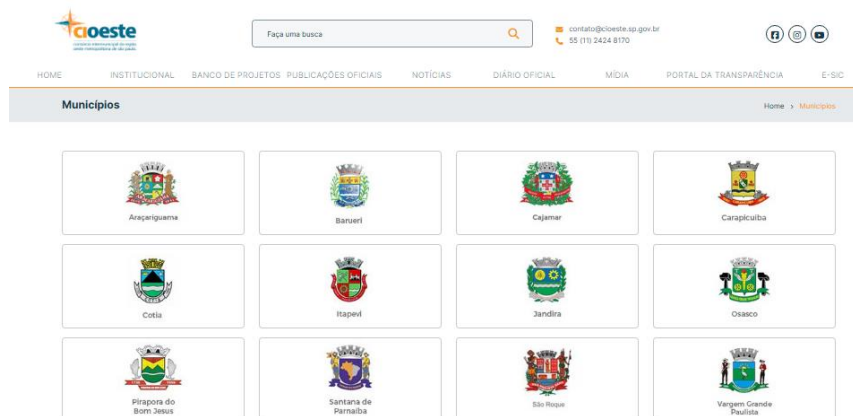 cioeste
Faça uma busca
contato@cioeste.sp.gov.br
55 (11) 2424 8170
HOME INSTITUCIONAL BANCO DE PROJETOS PUBLICAÇÕES OFICIAIS NOTÍCIAS DIÁRIO OFICIAL MÍDIA PORTAL DA TRANSPARÊNCIA E-SIC
Municípios
Home > Municípios
Araçariguama
Barueri
Cajamar
Carapicuíba
Cotia
Itapevi
Jandira
Osasco
Pirapora do
Bom Jesus
Santana de
Parnaíba
São Roque
Vargem Grande
Paulista